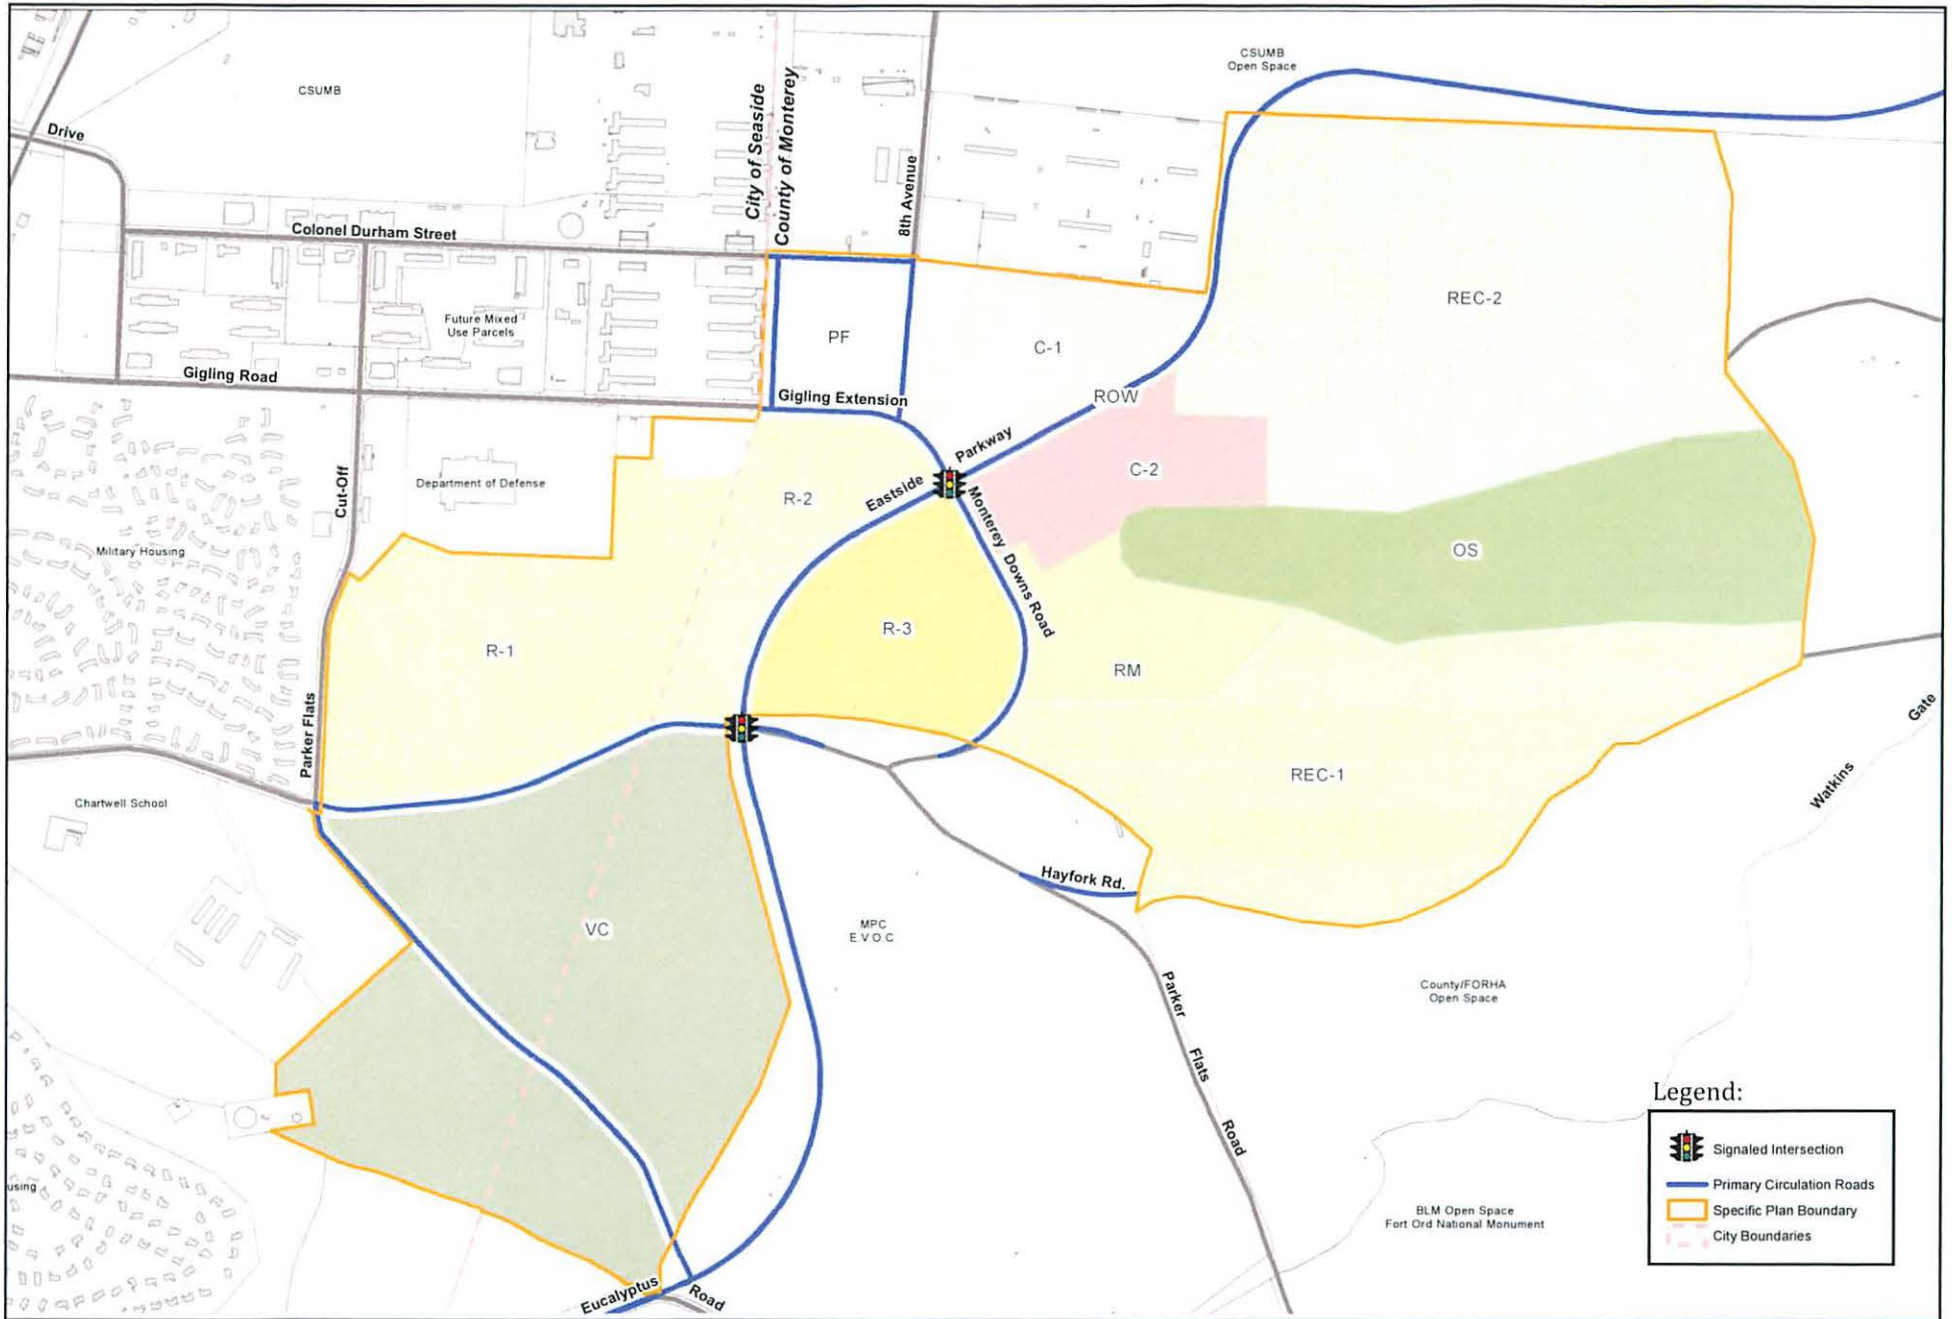 CSUMB
Open Space
CSUMB
Drive
City of Seaside
County of Monterey
8th Avenue
Colonel Durham Street
REC-2
Future Mixed
Use Parcels
PF
C-1
Gigling Road
Gigling Extension
ROW
Parkway
C-2
Cut-Off
Department of Defense
R-2
Eastside
Monterey Downs Road
Military Housing
OS
R-3
R-1
RM
Parker Flats
Gate
Watkins
REC-1
Chartwell School
Hayfork Rd.
VC
MPC
E V O C
County/FORHA
Open Space
Parker Flats Road
Legend:
Signaled Intersection
Primary Circulation Roads
Specific Plan Boundary
City Boundaries
using
BLM Open Space
Fort Ord National Monument
Eucalyptus Road